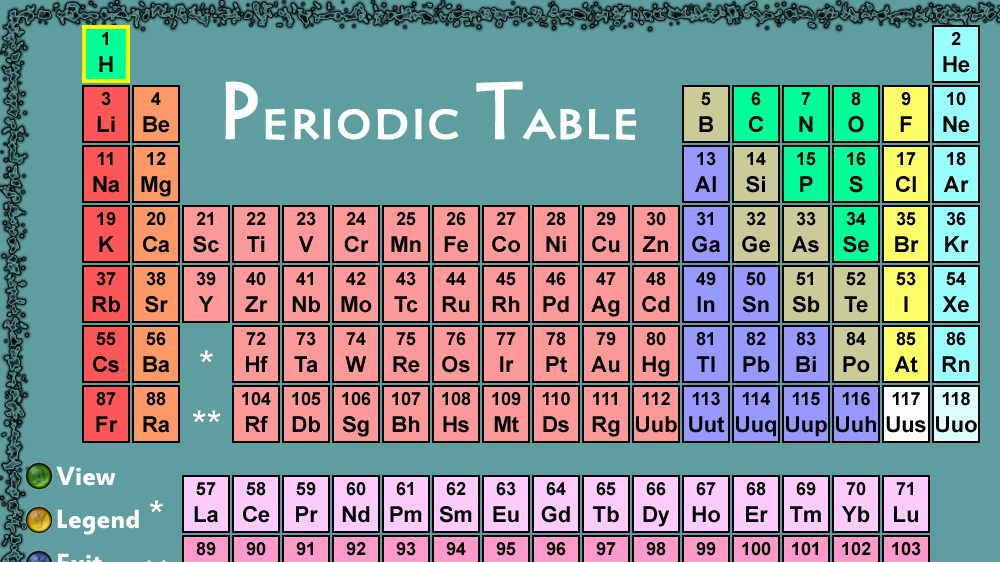 1 2
H He
PERIODIC TABLE
3 4 5 6 7 8 9 10
Li Be B C N O F Ne
11 12 13 14 15 16 17 18
Na Mg Al Si P S Cl Ar
19 20 21 22 23 24 25 26 27 28 29 30 31 32 33 34 35 36
K Ca Sc Ti V Cr Mn Fe Co Ni Cu Zn Ga Ge As Se Br Kr
37 38 39 40 41 42 43 44 45 46 47 48 49 50 51 52 53 54
Rb Sr Y Zr Nb Mo Tc Ru Rh Pd Ag Cd In Sn Sb Te I Xe
55 56 * 72 73 74 75 76 77 78 79 80 81 82 83 84 85 86
Cs Ba Hf Ta W Re Os Ir Pt Au Hg Tl Pb Bi Po At Rn
87 88 ** 104 105 106 107 108 109 110 111 112 113 114 115 116 117 118
Fr Ra Rf Db Sg Bh Hs Mt Ds Rg Uub Uut Uuq Uup Uuh Uus Uuo
View
Legend *
57 58 59 60 61 62 63 64 65 66 67 68 69 70 71
La Ce Pr Nd Pm Sm Eu Gd Tb Dy Ho Er Tm Yb Lu
Exit
89 90 91 92 93 94 95 96 97 98 99 100 101 102 103